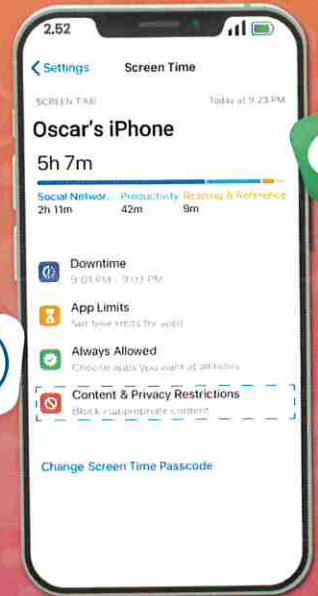 2.52
Settings Screen Time
SCREEN TIME Today at 9:23 PM
Oscar's iPhone
5h 7m
Social Networ... Productivity Reading & Reference
2h 11m 42m 9m
Downtime
App Limits
Set time limits for apps
Always Allowed
Choose apps you want at all times
Content & Privacy Restrictions
Block inappropriate content
Change Screen Time Passcode